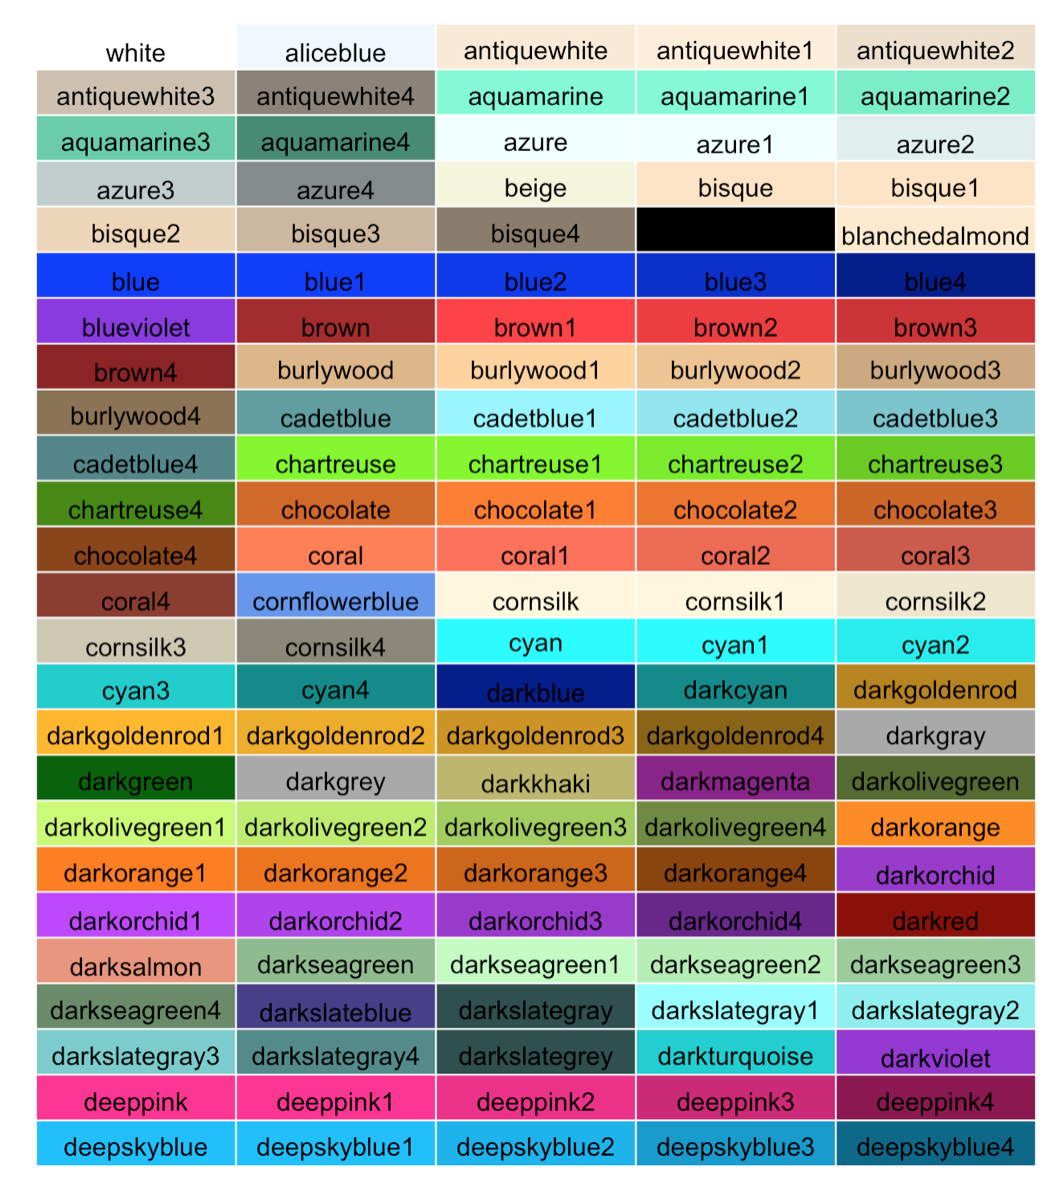 white aliceblue antiquewhite antiquewhite1 antiquewhite2
antiquewhite3 antiquewhite4 aquamarine aquamarine1 aquamarine2
aquamarine3 aquamarine4 azure azure1 azure2
azure3 azure4 beige bisque bisque1
bisque2 bisque3 bisque4 blanchedalmond
blue blue1 blue2 blue3 blue4
blueviolet brown brown1 brown2 brown3
brown4 burlywood burlywood1 burlywood2 burlywood3
burlywood4 cadetblue cadetblue1 cadetblue2 cadetblue3
cadetblue4 chartreuse chartreuse1 chartreuse2 chartreuse3
chartreuse4 chocolate chocolate1 chocolate2 chocolate3
chocolate4 coral coral1 coral2 coral3
coral4 cornflowerblue cornsilk cornsilk1 cornsilk2
cornsilk3 cornsilk4 cyan cyan1 cyan2
cyan3 cyan4 darkblue darkcyan darkgoldenrod
darkgoldenrod1 darkgoldenrod2 darkgoldenrod3 darkgoldenrod4 darkgray
darkgreen darkgrey darkkhaki darkmagenta darkolivegreen
darkolivegreen1 darkolivegreen2 darkolivegreen3 darkolivegreen4 darkorange
darkorange1 darkorange2 darkorange3 darkorange4 darkorchid
darkorchid1 darkorchid2 darkorchid3 darkorchid4 darkred
darksalmon darkseagreen darkseagreen1 darkseagreen2 darkseagreen3
darkseagreen4 darkslateblue darkslategray darkslategray1 darkslategray2
darkslategray3 darkslategray4 darkslategrey darkturquoise darkviolet
deeppink deeppink1 deeppink2 deeppink3 deeppink4
deepskyblue deepskyblue1 deepskyblue2 deepskyblue3 deepskyblue4